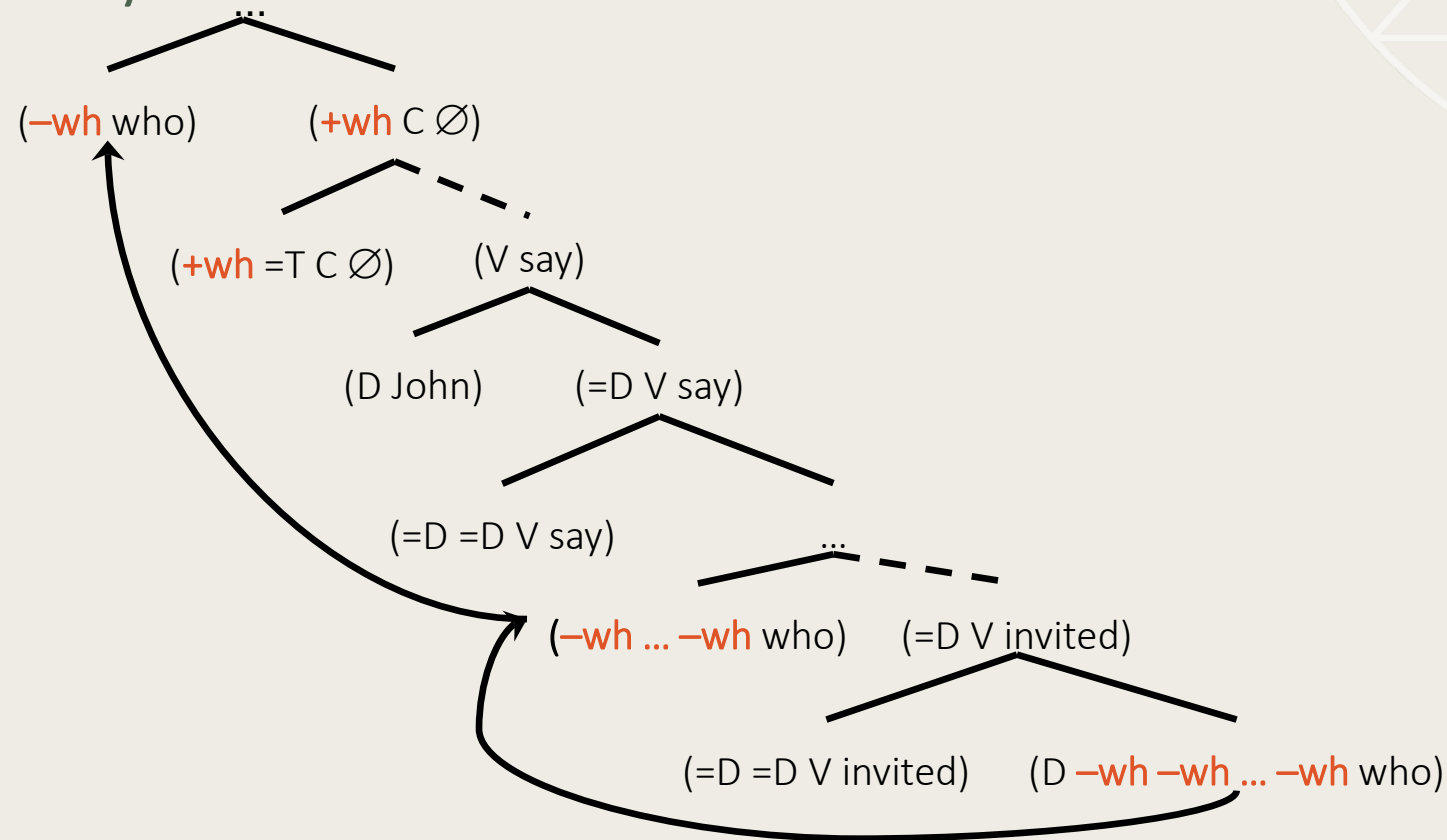 ...
(–wh who) (+wh C ∅)
(+wh =T C ∅) (V say)
(D John) (=D V say)
(=D =D V say) ...
(–wh ... –wh who) (=D V invited)
(=D =D V invited) (D –wh –wh ... –wh who)